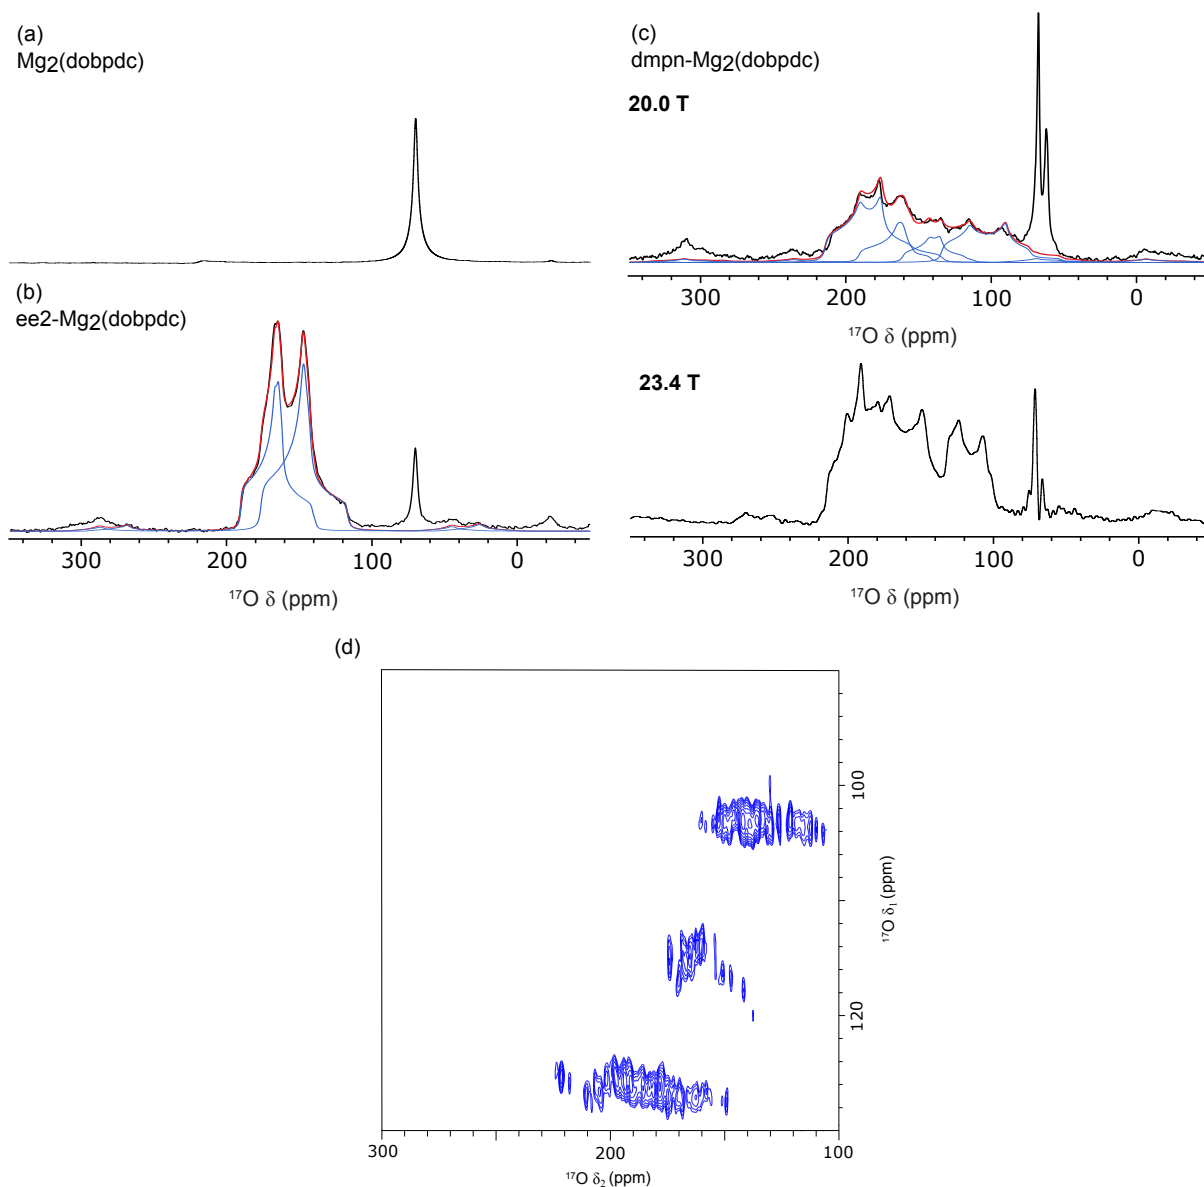 (a)
Mg2(dobpdc)
(b)
ee2-Mg2(dobpdc)
300 200 100 0
17O δ (ppm)
(c)
dmpn-Mg2(dobpdc)
20.0 T
300 200 100 0
17O δ (ppm)
23.4 T
300 200 100 0
17O δ (ppm)
(d)
100
120
17O δ1 (ppm)
300 200 100
17O δ2 (ppm)